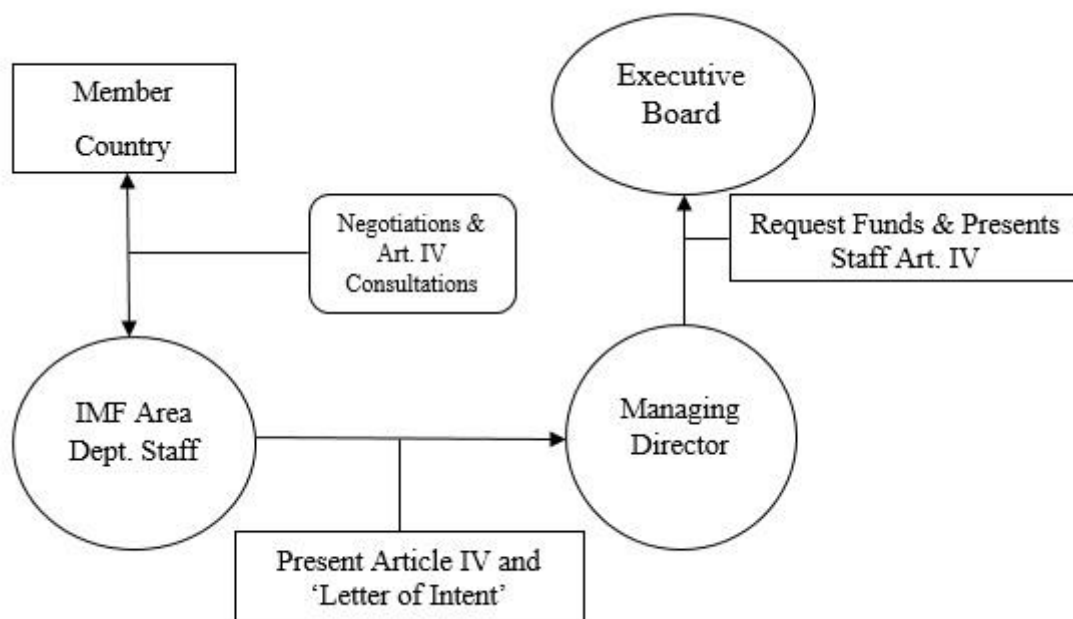 Member
Country
Executive
Board
Negotiations &
Art. IV
Consultations
Request Funds & Presents
Staff Art. IV
IMF Area
Dept. Staff
Managing
Director
Present Article IV and
‘Letter of Intent’